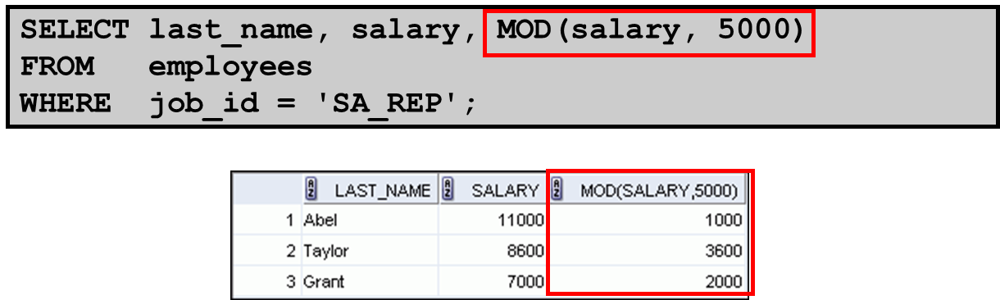 SELECT last_name, salary, MOD(salary, 5000)
FROM employees
WHERE job_id = 'SA_REP';
LAST_NAME SALARY MOD(SALARY,5000)
1 Abel 11000 1000
2 Taylor 8600 3600
3 Grant 7000 2000